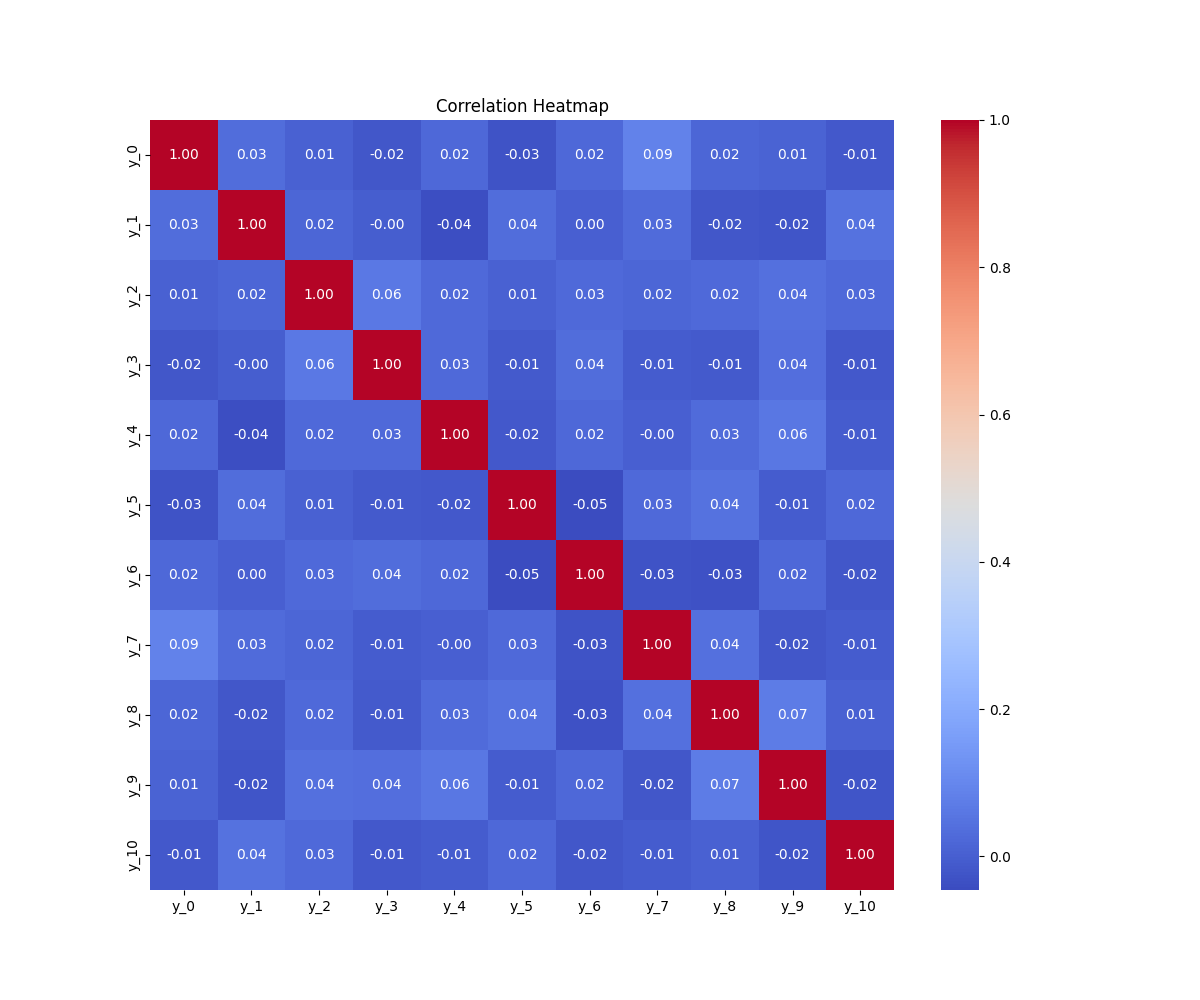 Correlation Heatmap
y_0 1.00 0.03 0.01 -0.02 0.02 -0.03 0.02 0.09 0.02 0.01 -0.01
y_1 0.03 1.00 0.02 -0.00 -0.04 0.04 0.00 0.03 -0.02 -0.02 0.04
y_2 0.01 0.02 1.00 0.06 0.02 0.01 0.03 0.02 0.02 0.04 0.03
y_3 -0.02 -0.00 0.06 1.00 0.03 -0.01 0.04 -0.01 -0.01 0.04 -0.01
y_4 0.02 -0.04 0.02 0.03 1.00 -0.02 0.02 -0.00 0.03 0.06 -0.01
y_5 -0.03 0.04 0.01 -0.01 -0.02 1.00 -0.05 0.03 0.04 -0.01 0.02
y_6 0.02 0.00 0.03 0.04 0.02 -0.05 1.00 -0.03 -0.03 0.02 -0.02
y_7 0.09 0.03 0.02 -0.01 -0.00 0.03 -0.03 1.00 0.04 -0.02 -0.01
y_8 0.02 -0.02 0.02 -0.01 0.03 0.04 -0.03 0.04 1.00 0.07 0.01
y_9 0.01 -0.02 0.04 0.04 0.06 -0.01 0.02 -0.02 0.07 1.00 -0.02
y_10 -0.01 0.04 0.03 -0.01 -0.01 0.02 -0.02 -0.01 0.01 -0.02 1.00
y_0 y_1 y_2 y_3 y_4 y_5 y_6 y_7 y_8 y_9 y_10
1.0
0.8
0.6
0.4
0.2
0.0